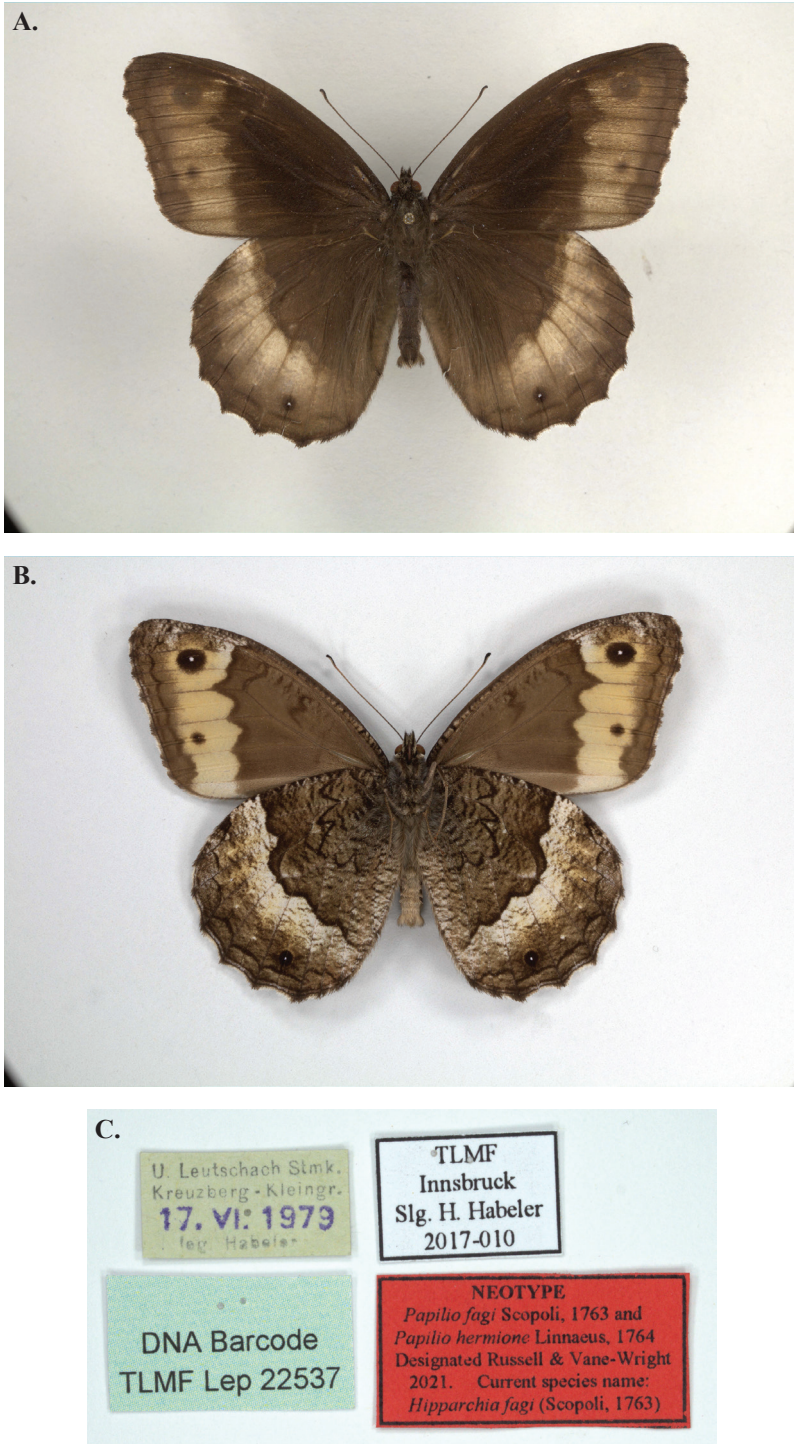 A.
B.
C.
U. Leutschach Stmk.
Kreuzberg - Kleingr.
17. VI. 1979
leg. Habeler
TLMF
Innsbruck
Slg. H. Habeler
2017-010
DNA Barcode
TLMF Lep 22537
NEOTYPE
Papilio fagi Scopoli, 1763 and
Papilio hermione Linnaeus, 1764
Designated Russell & Vane-Wright
2021. Current species name:
Hipparchia fagi (Scopoli, 1763)